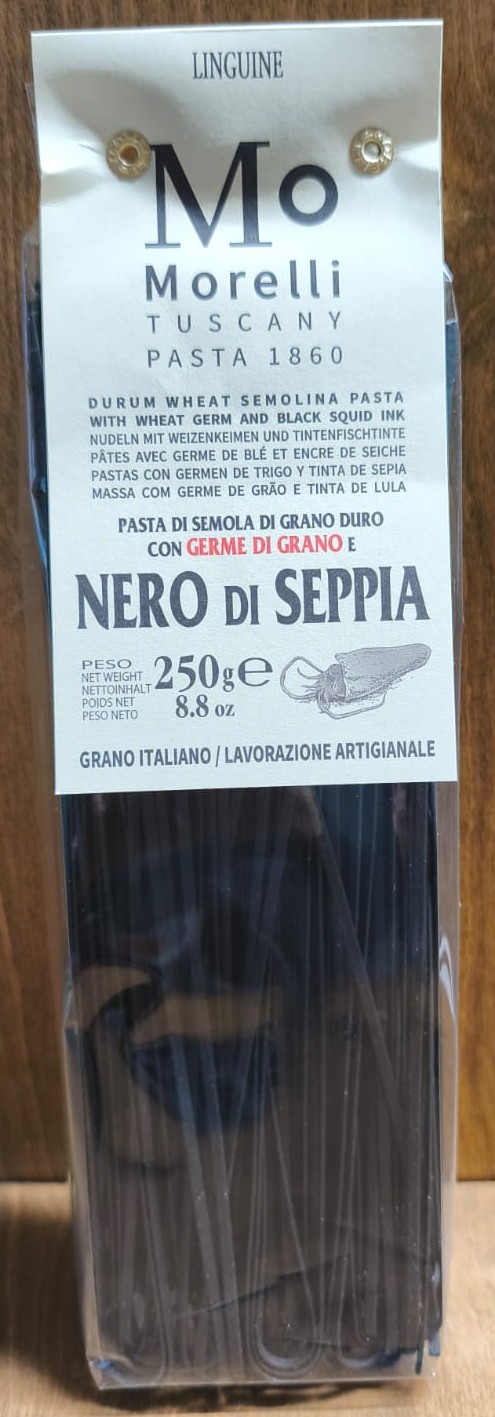 LINGUINE
Mo
Morelli
TUSCANY
PASTA 1860
DURUM WHEAT SEMOLINA PASTA
WITH WHEAT GERM AND BLACK SQUID INK
NUDELN MIT WEIZENKEIMEN UND TINTENFISCHTINTE
PÂTES AVEC GERME DE BLÉ ET ENCRE DE SEICHE
PASTAS CON GERMEN DE TRIGO Y TINTA DE SEPIA
MASSA COM GERME DE GRÃO E TINTA DE LULA
PASTA DI SEMOLA DI GRANO DURO
CON GERME DI GRANO E
NERO DI SEPPIA
PESO
NET WEIGHT
NETTOINHALT
POIDS NET
PESO NETO
250g℮
8.8 oz
GRANO ITALIANO / LAVORAZIONE ARTIGIANALE